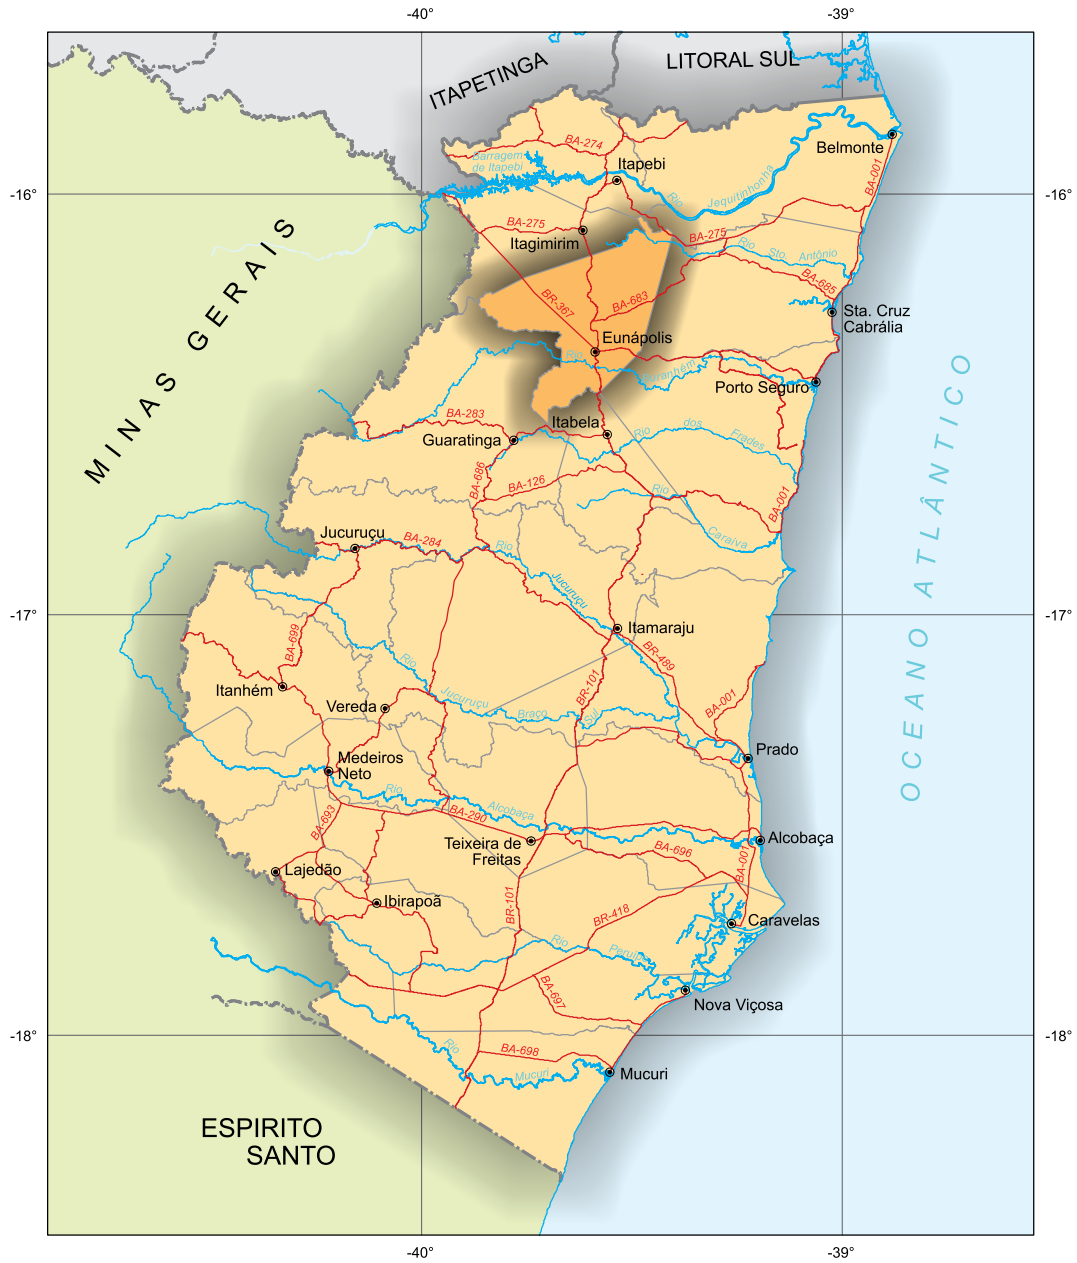 -40°
-39°
ITAPETINGA
LITORAL SUL
BA-274
Barragem
de Itapebi
Itapebi
Belmonte
BA-001
-16°
-16°
Rio
Jequitinhonha
BA-275
Itagimirim
BA-275
Rio
Sto.
Antônio
BA-685
MINAS GERAIS
BR-367
BA-683
Sta. Cruz
Cabrália
Eunápolis
Rio
Buranhém
Porto Seguro
OCEANO ATLÂNTICO
BA-283
Guaratinga
Itabela
Rio
dos
Frades
BA-686
BA-126
Rio
BA-001
Caraíva
Jucuruçu
BA-284
Rio
Jucuruçu
-17°
-17°
Itamaraju
BA-699
Rio
BR-489
Itanhém
BR-101
BA-001
Vereda
Jucuruçu
Braço
Sul
Prado
Medeiros
Neto
Rio
BA-290
Alcobaça
BA-693
Teixeira de
Freitas
Alcobaça
BA-696
BA-001
Lajedão
Ibirapoã
BR-101
BR-418
Caravelas
Rio
Peruípe
BA-697
Nova Viçosa
-18°
-18°
Rio
BA-698
Mucuri
Mucuri
ESPIRITO
SANTO
-40°
-39°